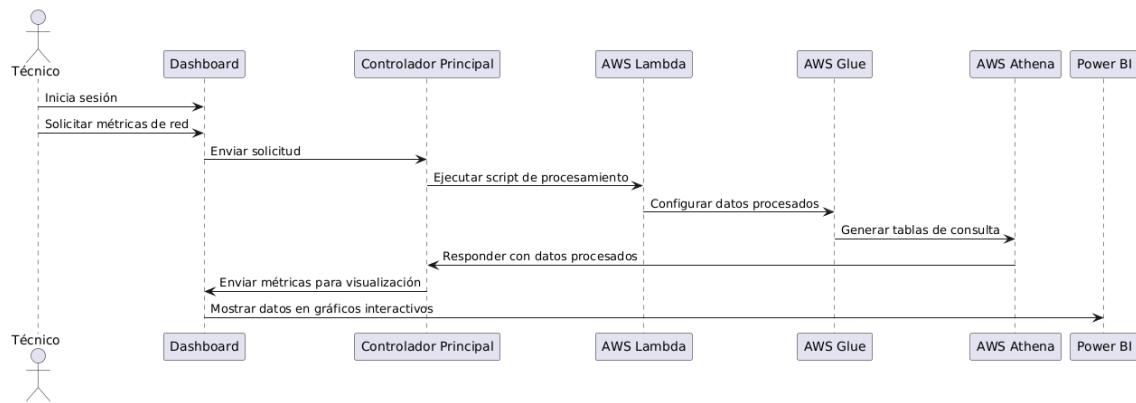 Técnico
Dashboard
Controlador Principal
AWS Lambda
AWS Glue
AWS Athena
Power BI
Inicia sesión
Solicitar métricas de red
Enviar solicitud
Ejecutar script de procesamiento
Configurar datos procesados
Generar tablas de consulta
Responder con datos procesados
Enviar métricas para visualización
Mostrar datos en gráficos interactivos
Técnico
Dashboard
Controlador Principal
AWS Lambda
AWS Glue
AWS Athena
Power BI